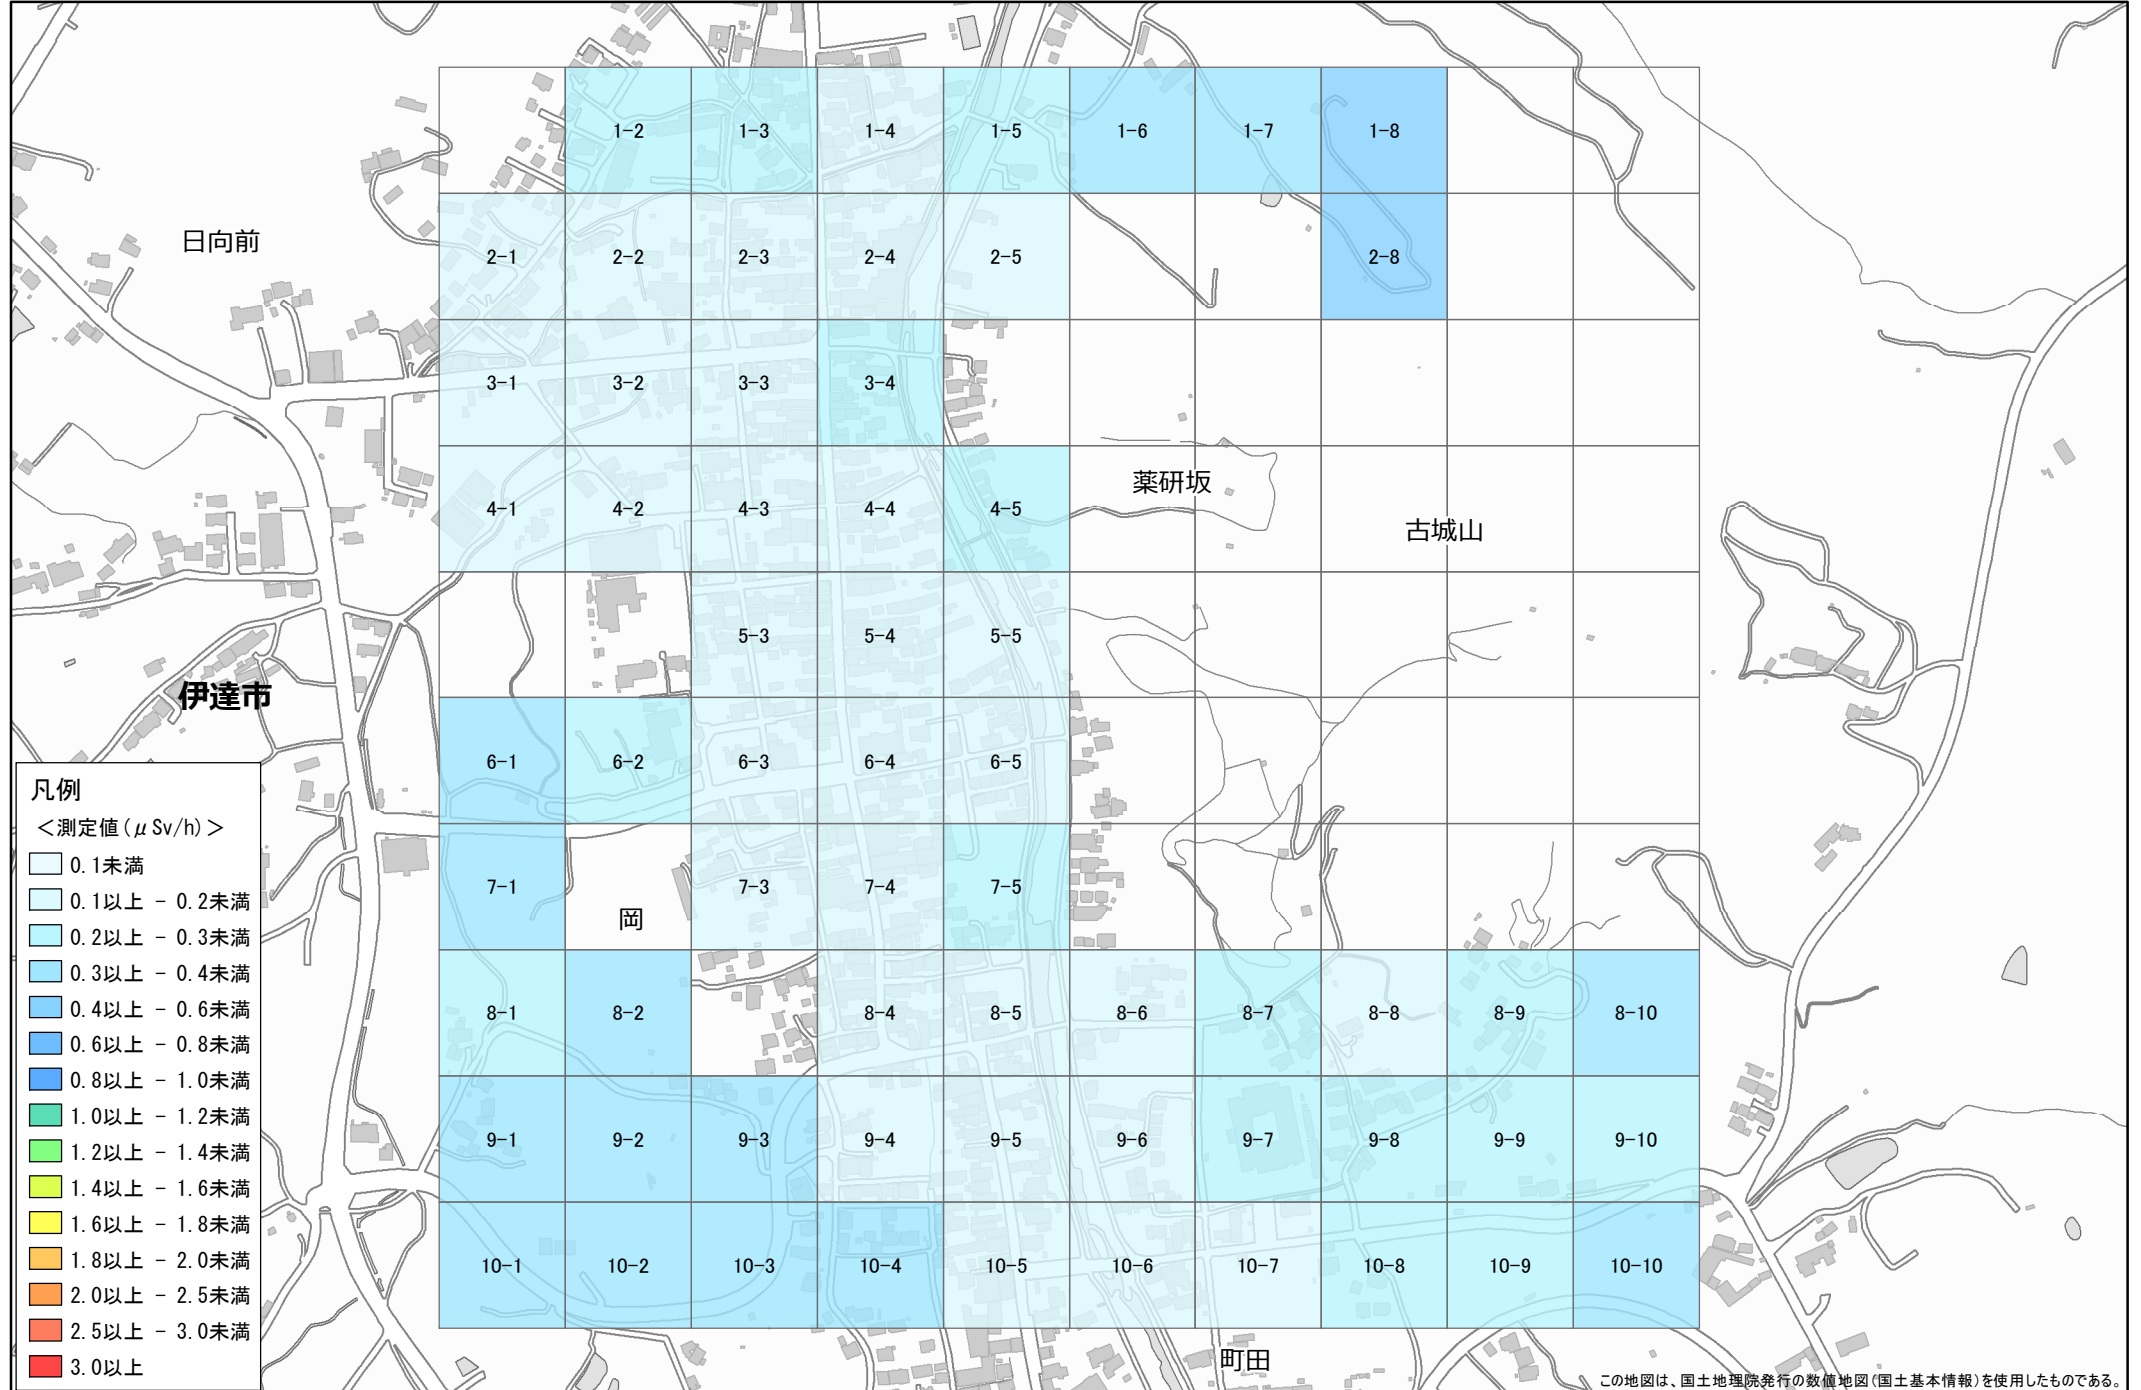 1-2 1-3 1-4 1-5 1-6 1-7 1-8
日向前
2-1 2-2 2-3 2-4 2-5 2-8
3-1 3-2 3-3 3-4
薬研坂
4-1 4-2 4-3 4-4 4-5
古城山
5-3 5-4 5-5
伊達市
6-1 6-2 6-3 6-4 6-5
7-1 7-3 7-4 7-5
岡
8-1 8-2 8-4 8-5 8-6 8-7 8-8 8-9 8-10
9-1 9-2 9-3 9-4 9-5 9-6 9-7 9-8 9-9 9-10
10-1 10-2 10-3 10-4 10-5 10-6 10-7 10-8 10-9 10-10
町田
凡例
＜測定値(μSv/h)＞
0.1未満
0.1以上 - 0.2未満
0.2以上 - 0.3未満
0.3以上 - 0.4未満
0.4以上 - 0.6未満
0.6以上 - 0.8未満
0.8以上 - 1.0未満
1.0以上 - 1.2未満
1.2以上 - 1.4未満
1.4以上 - 1.6未満
1.6以上 - 1.8未満
1.8以上 - 2.0未満
2.0以上 - 2.5未満
2.5以上 - 3.0未満
3.0以上
この地図は、国土地理院発行の数値地図(国土基本情報)を使用したものである。